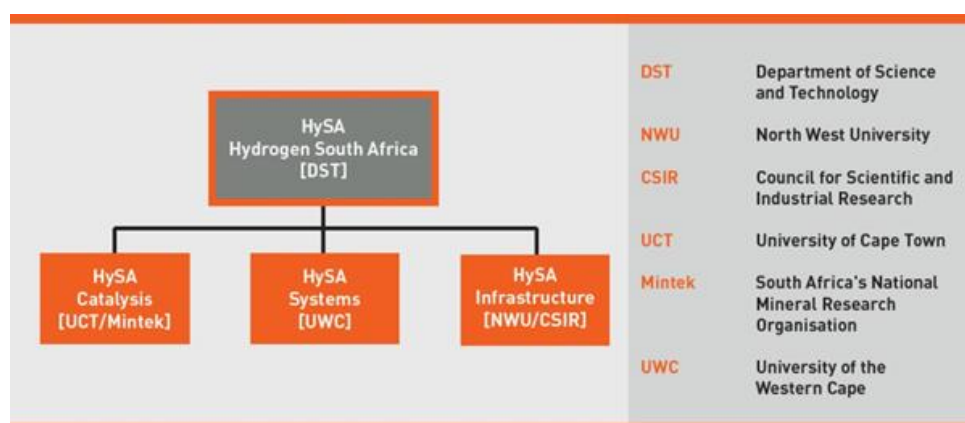 HySA
Hydrogen South Africa
[DST]
HySA
Catalysis
[UCT/Mintek]
HySA
Systems
[UWC]
HySA
Infrastructure
[NWU/CSIR]
DST
Department of Science
and Technology
NWU
North West University
CSIR
Council for Scientific and
Industrial Research
UCT
University of Cape Town
Mintek
South Africa's National
Mineral Research
Organisation
UWC
University of the
Western Cape